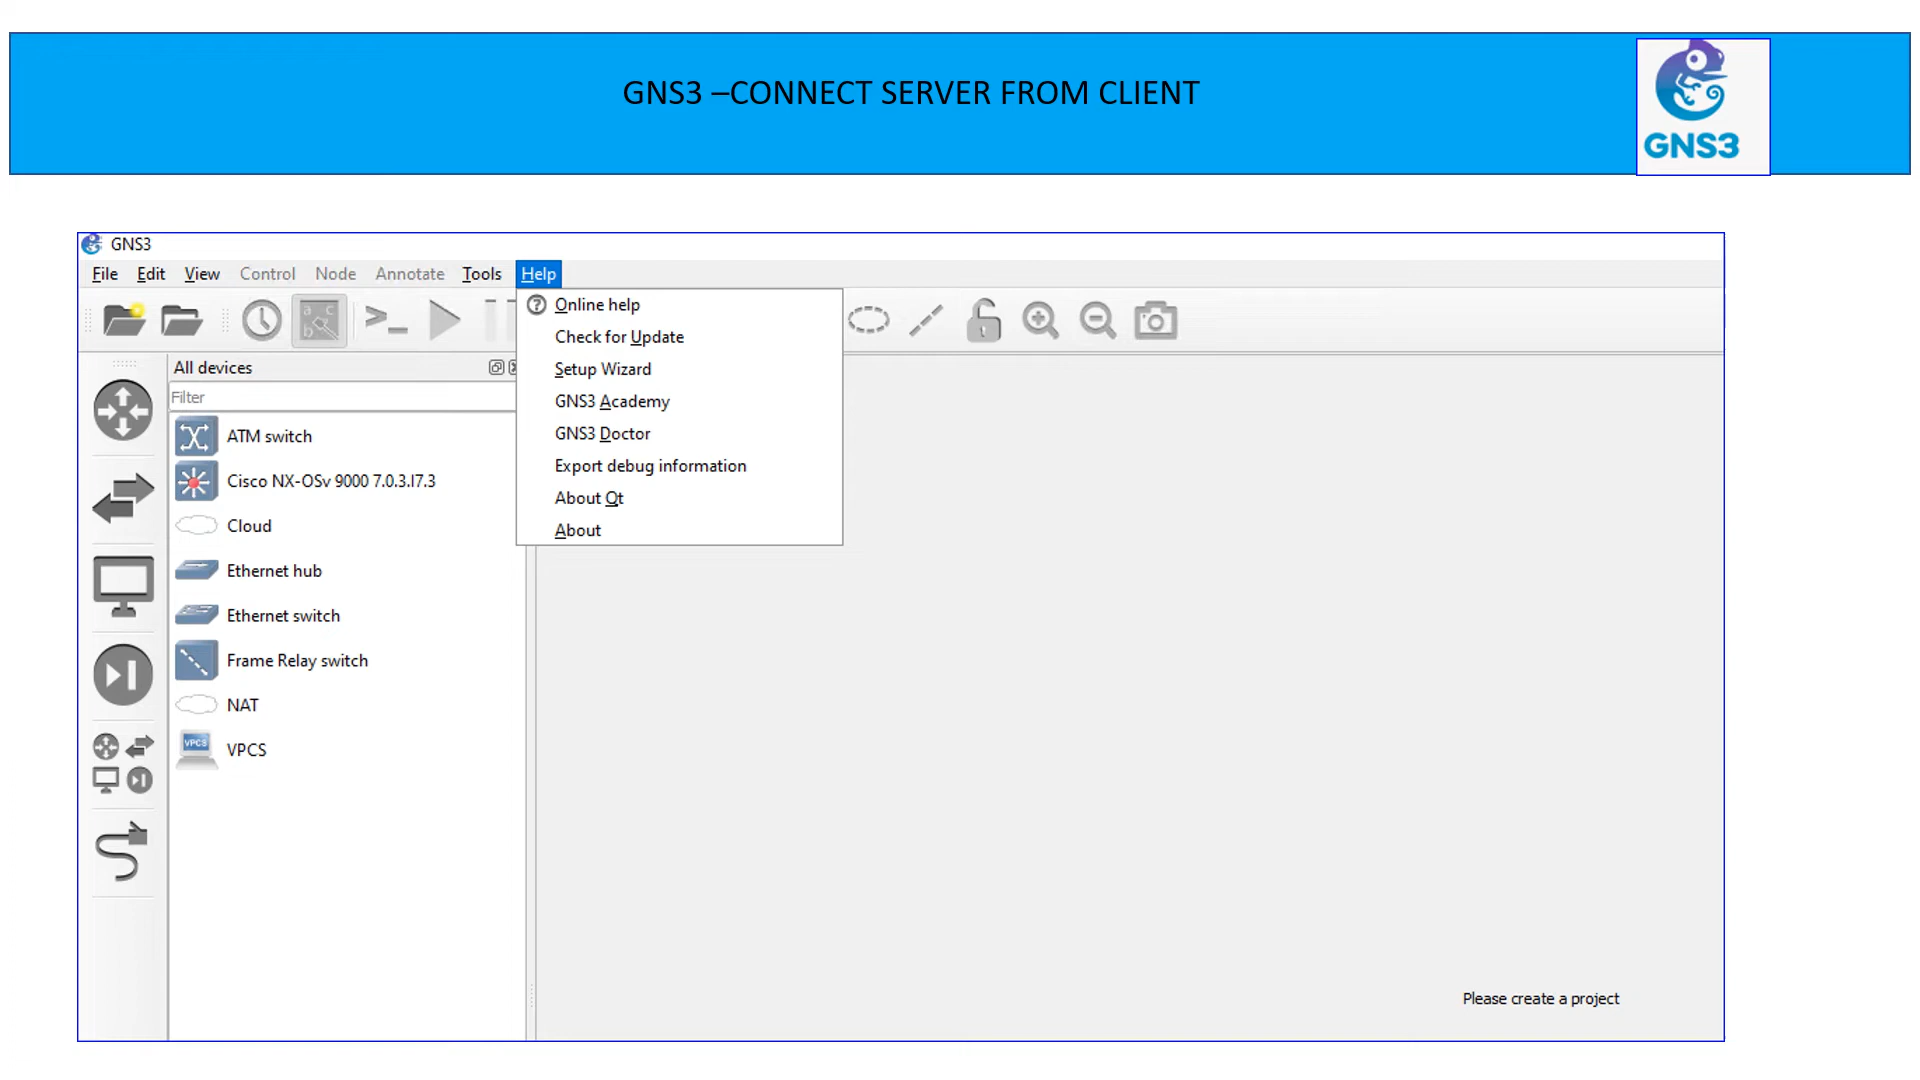 GNS3 –CONNECT SERVER FROM CLIENT
GNS3
GNS3
File Edit View Control Node Annotate Tools Help
Online help
Check for Update
Setup Wizard
GNS3 Academy
GNS3 Doctor
Export debug information
About Qt
About
All devices
Filter
ATM switch
Cisco NX-OSv 9000 7.0.3.I7.3
Cloud
Ethernet hub
Ethernet switch
Frame Relay switch
NAT
VPCS
VPCS
Please create a project